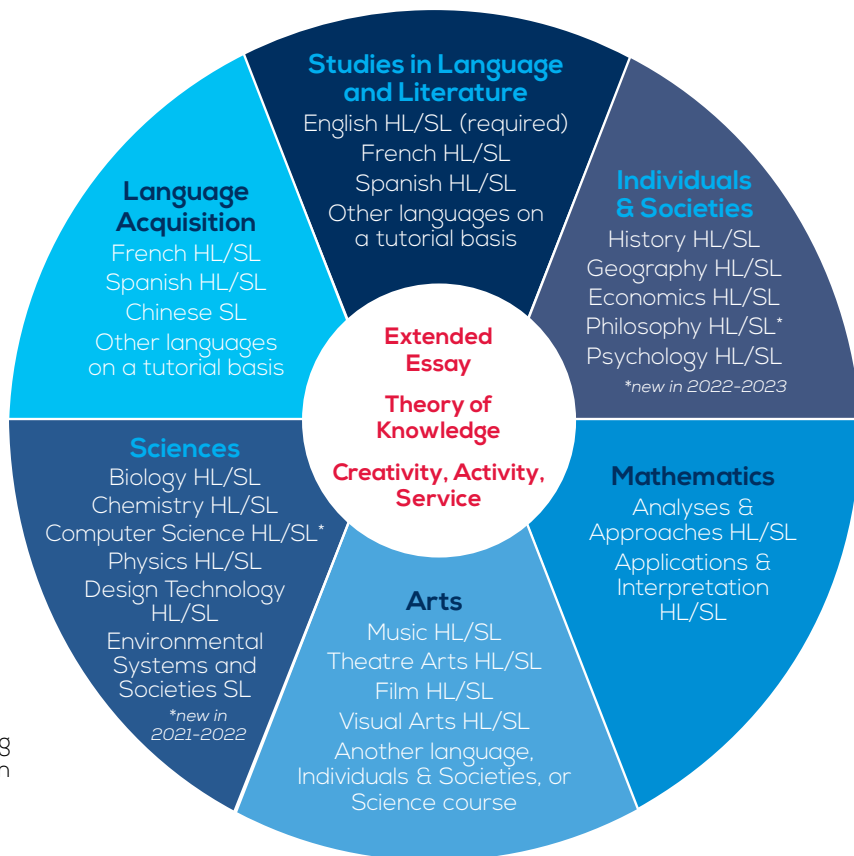 Studies in Language
and Literature
English HL/SL (required)
French HL/SL
Spanish HL/SL
Other languages on
a tutorial basis
Language
Acquisition
French HL/SL
Spanish HL/SL
Chinese SL
Other languages
on a tutorial basis
Individuals
& Societies
History HL/SL
Geography HL/SL
Economics HL/SL
Philosophy HL/SL*
Psychology HL/SL
*new in 2022-2023
Extended
Essay
Theory of
Knowledge
Creativity, Activity,
Service
Sciences
Biology HL/SL
Chemistry HL/SL
Computer Science HL/SL*
Physics HL/SL
Design Technology
HL/SL
Environmental
Systems and
Societies SL
*new in
2021-2022
Mathematics
Analyses &
Approaches HL/SL
Applications &
Interpretation
HL/SL
Arts
Music HL/SL
Theatre Arts HL/SL
Film HL/SL
Visual Arts HL/SL
Another language,
Individuals & Societies, or
Science course